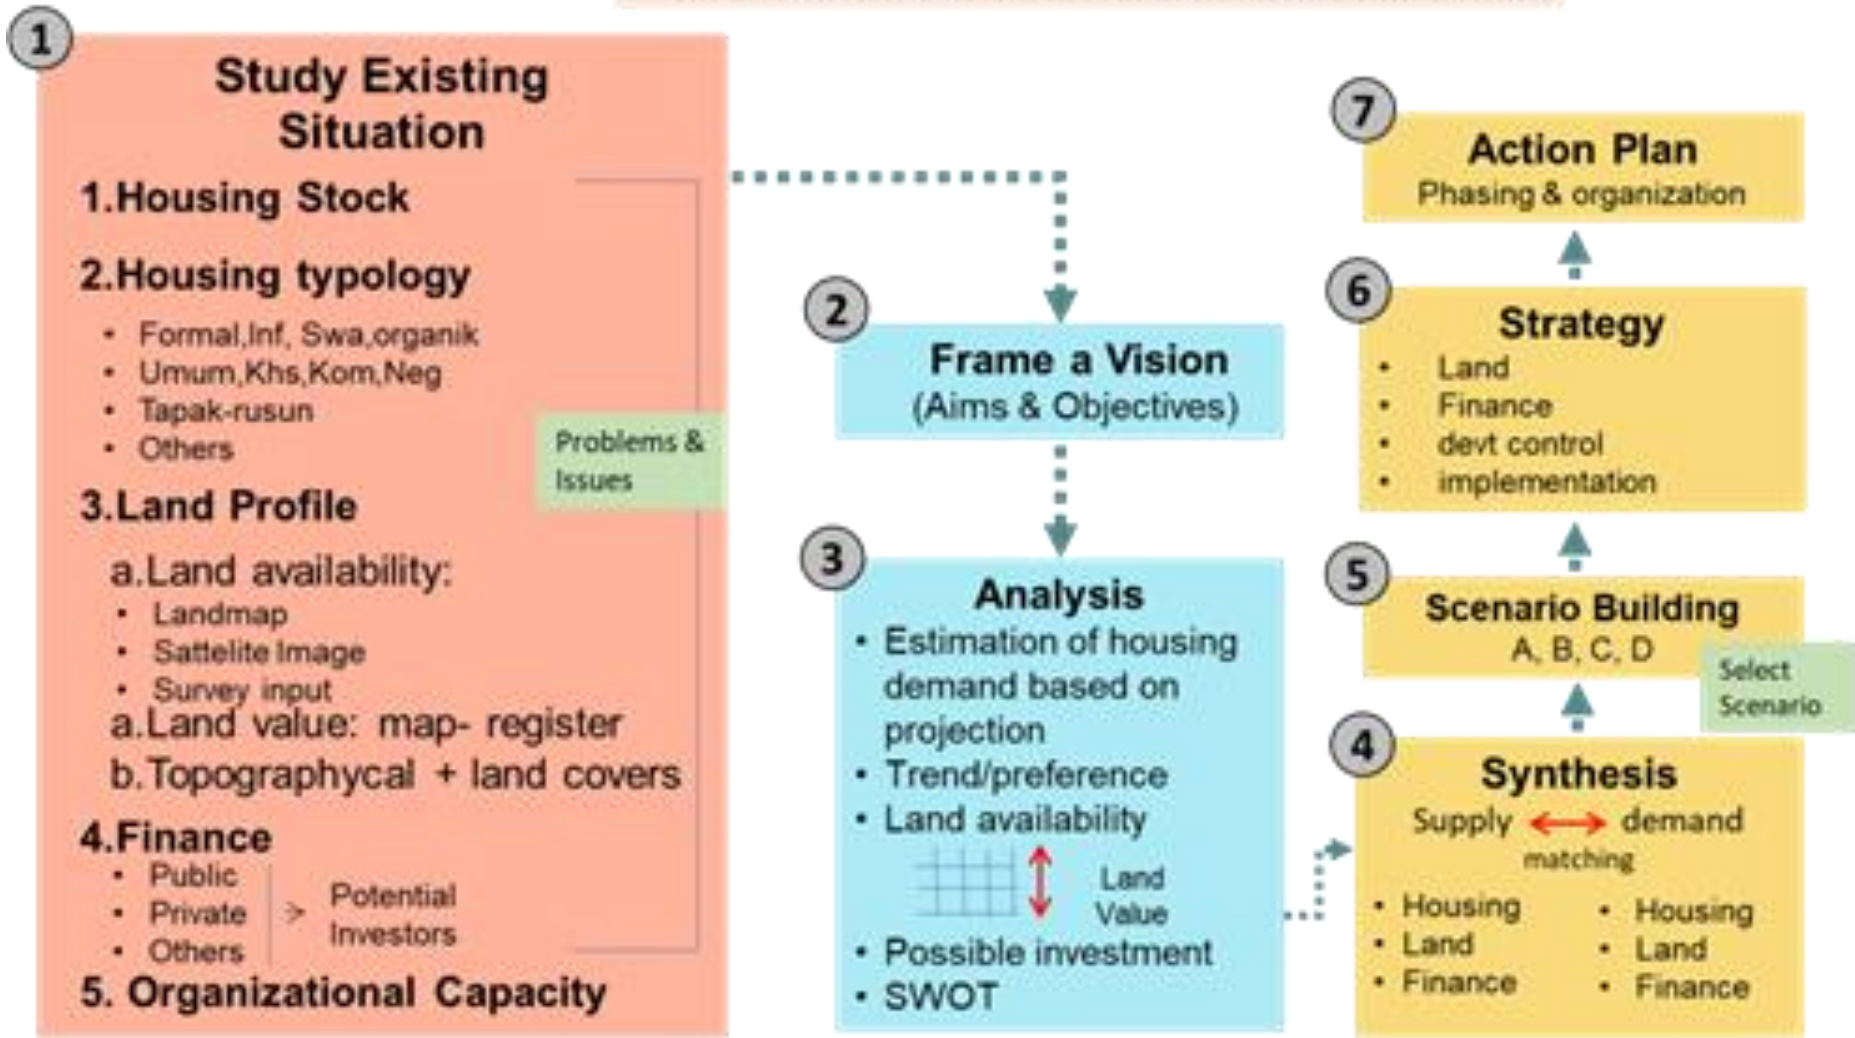 1
Study Existing
Situation
1.Housing Stock
2.Housing typology
• Formal,Inf, Swa,organik
• Umum,Khs,Kom,Neg
• Tapak-rusun
• Others
Problems &
Issues
3.Land Profile
a.Land availability:
• Landmap
• Sattelite Image
• Survey input
a.Land value: map- register
b.Topographycal + land covers
4.Finance
• Public
• Private
• Others
Potential
Investors
5. Organizational Capacity
2
Frame a Vision
(Aims & Objectives)
3
Analysis
• Estimation of housing
demand based on
projection
• Trend/preference
• Land availability
Land
Value
• Possible investment
• SWOT
4
Synthesis
Supply demand
matching
• Housing
• Land
• Finance
• Housing
• Land
• Finance
5
Scenario Building
A, B, C, D
Select
Scenario
6
Strategy
• Land
• Finance
• devt control
• implementation
7
Action Plan
Phasing & organization